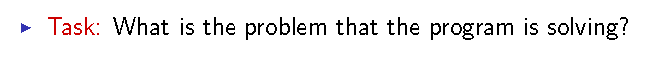 Task: What is the problem that the program is solving?